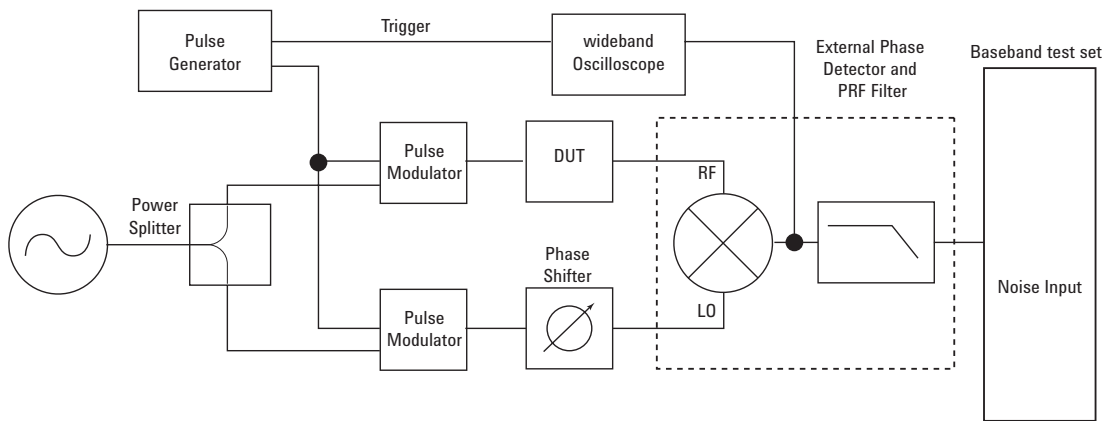 Pulse
Generator
Trigger
wideband
Oscilloscope
External Phase
Detector and
PRF Filter
Baseband test set
Pulse
Modulator
DUT
RF
Power
Splitter
Phase
Shifter
Pulse
Modulator
LO
Noise Input